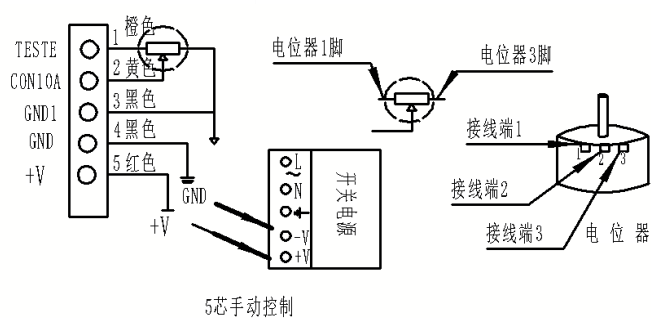 TESTE 1 橙色
CON10A 2 黄色
GND1 3 黑色
GND 4 黑色
+V 5 红色
GND
+V
电位器1脚
电位器3脚
L
~
N
-V
+V
开关电源
接线端1
接线端2
接线端3
1 2 3
电位器
5芯手动控制